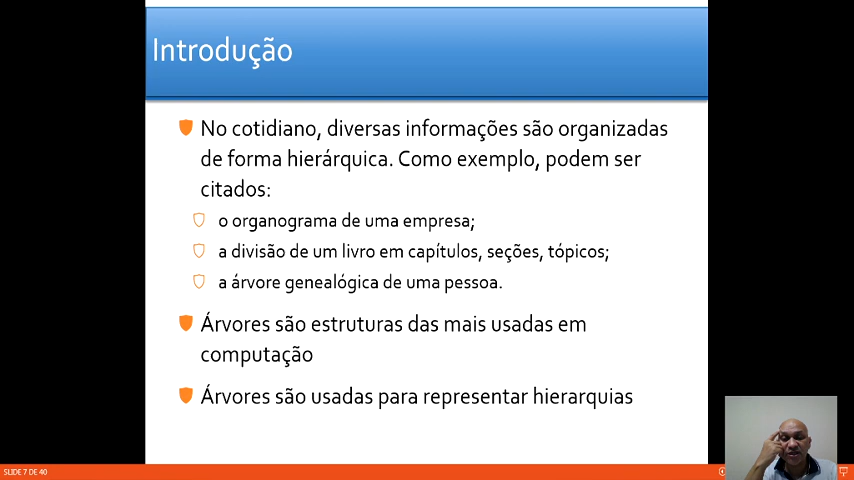 Introdução
No cotidiano, diversas informações são organizadas
de forma hierárquica. Como exemplo, podem ser
citados:
o organograma de uma empresa;
a divisão de um livro em capítulos, seções, tópicos;
a árvore genealógica de uma pessoa.
Árvores são estruturas das mais usadas em
computação
Árvores são usadas para representar hierarquias
SLIDE 7 DE 40